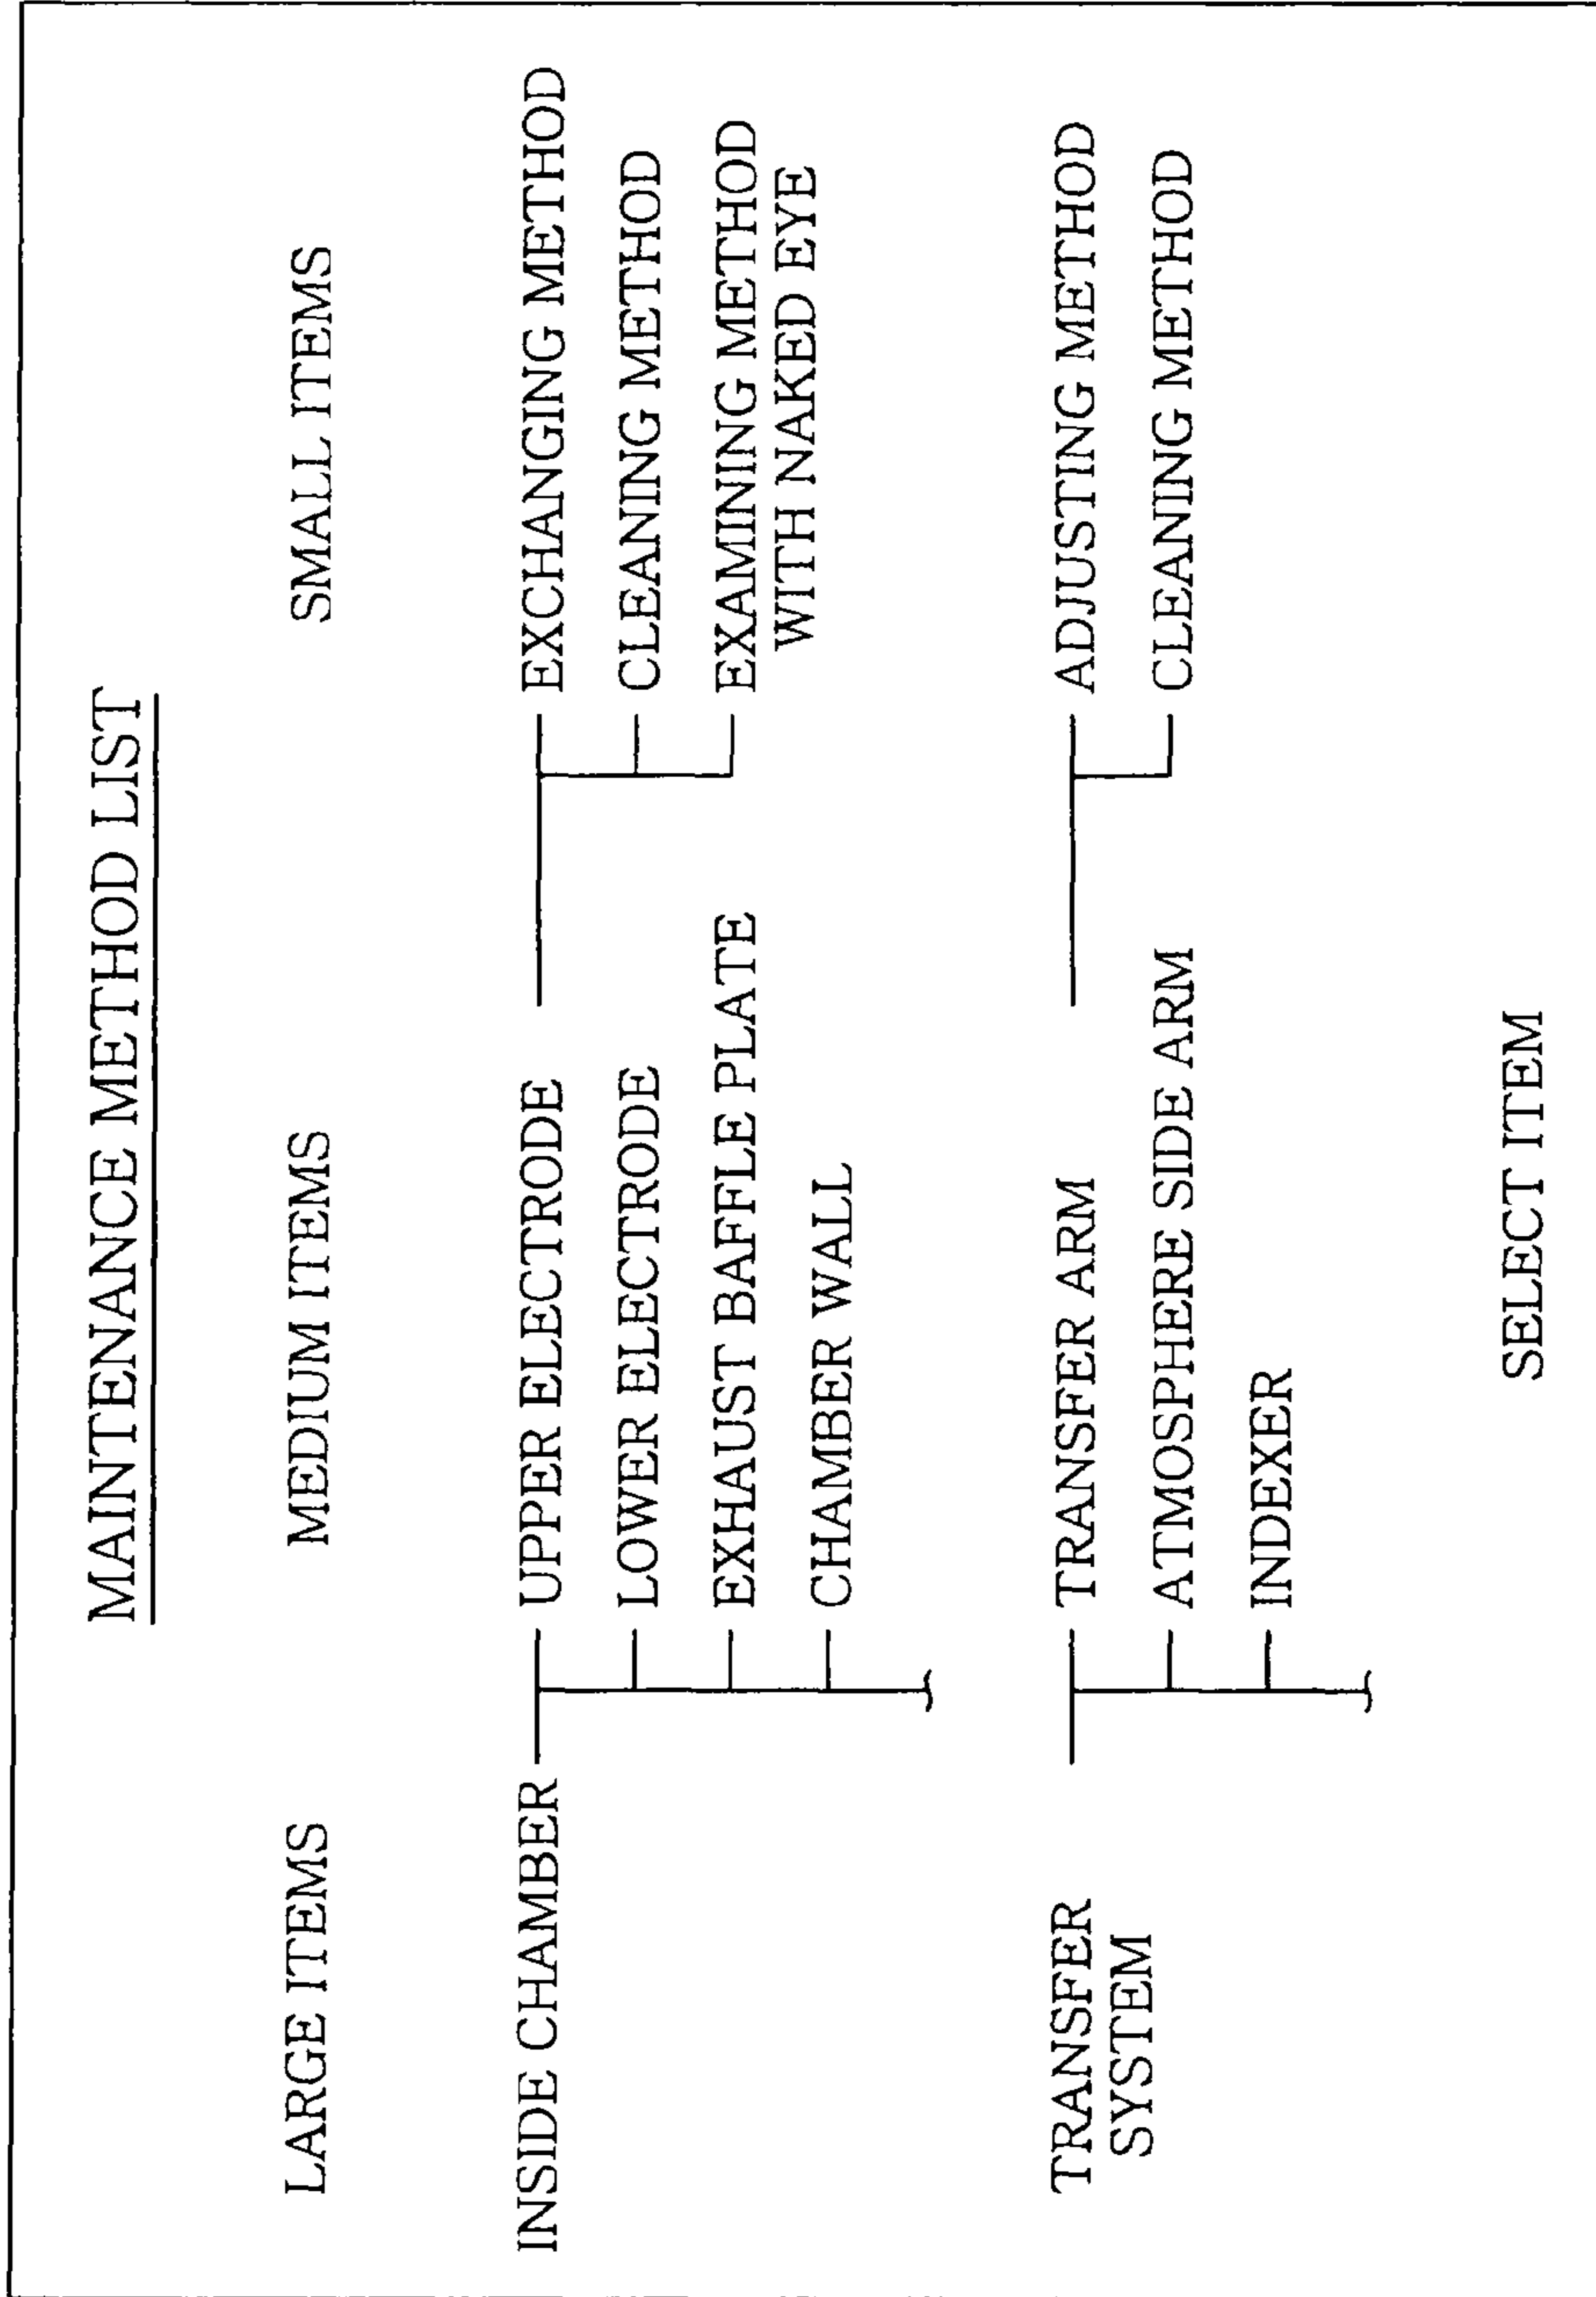 MAINTENANCE METHOD LIST
LARGE ITEMS
MEDIUM ITEMS
SMALL ITEMS
INSIDE CHAMBER
UPPER ELECTRODE
EXCHANGING METHOD
LOWER ELECTRODE
CLEANING METHOD
EXHAUST BAFFLE PLATE
EXAMINING METHOD
WITH NAKED EYE
CHAMBER WALL
TRANSFER
SYSTEM
TRANSFER ARM
ADJUSTING METHOD
ATMOSPHERE SIDE ARM
CLEANING METHOD
INDEXER
SELECT ITEM